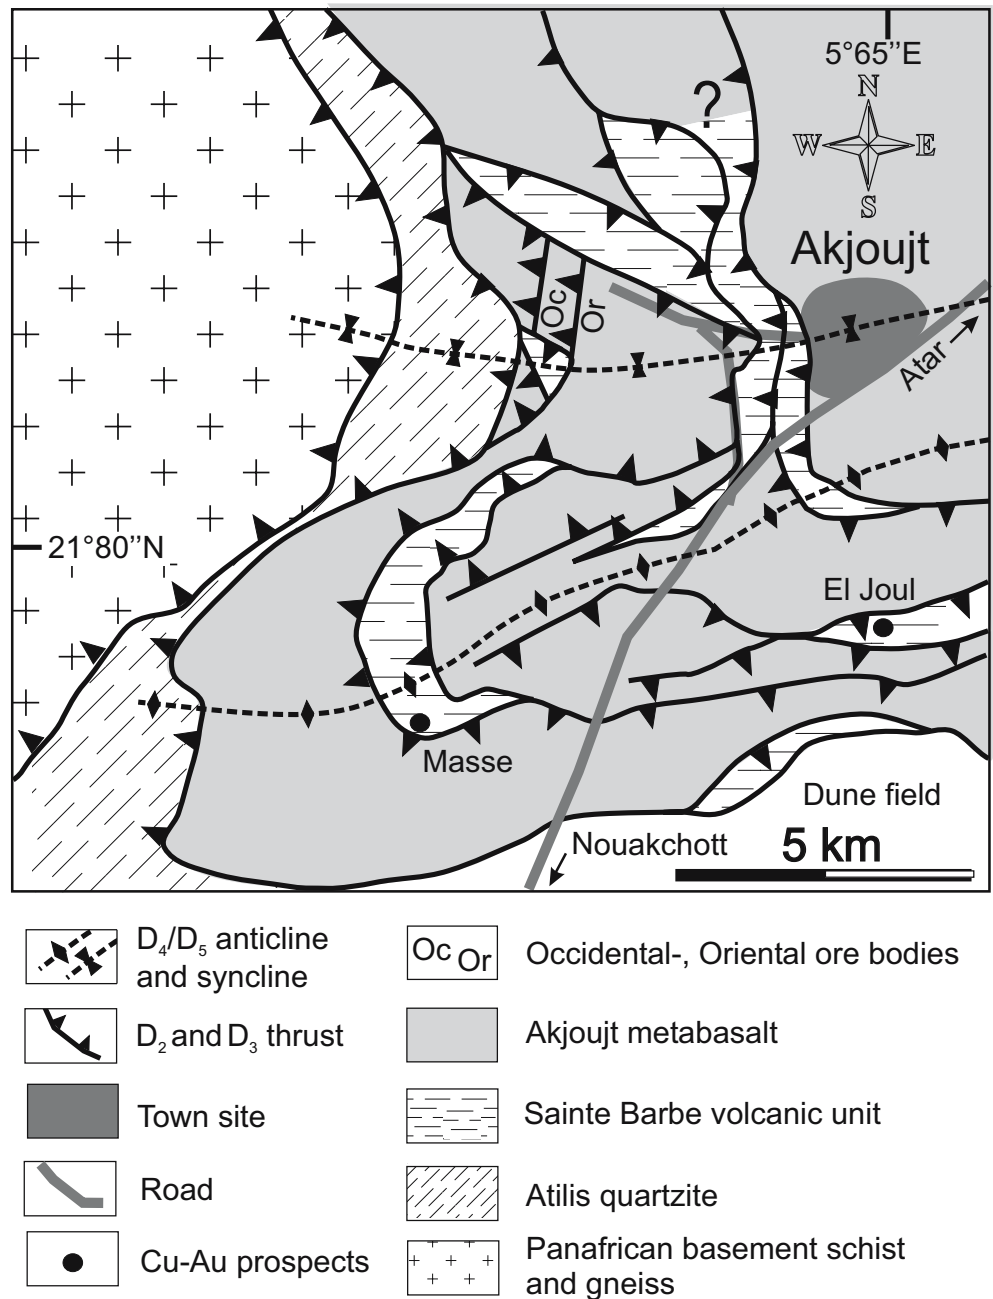 5°65’’E
N
W E
S
?
Akjoujt
Oc
Or
Atar
21°80’’N
El Joul
Masse
Dune field
Nouakchott
5 km
D4/D5 anticline
and syncline
D2 and D3 thrust
Town site
Road
Cu-Au prospects
Oc Or
Occidental-, Oriental ore bodies
Akjoujt metabasalt
Sainte Barbe volcanic unit
Atilis quartzite
Panafrican basement schist
and gneiss